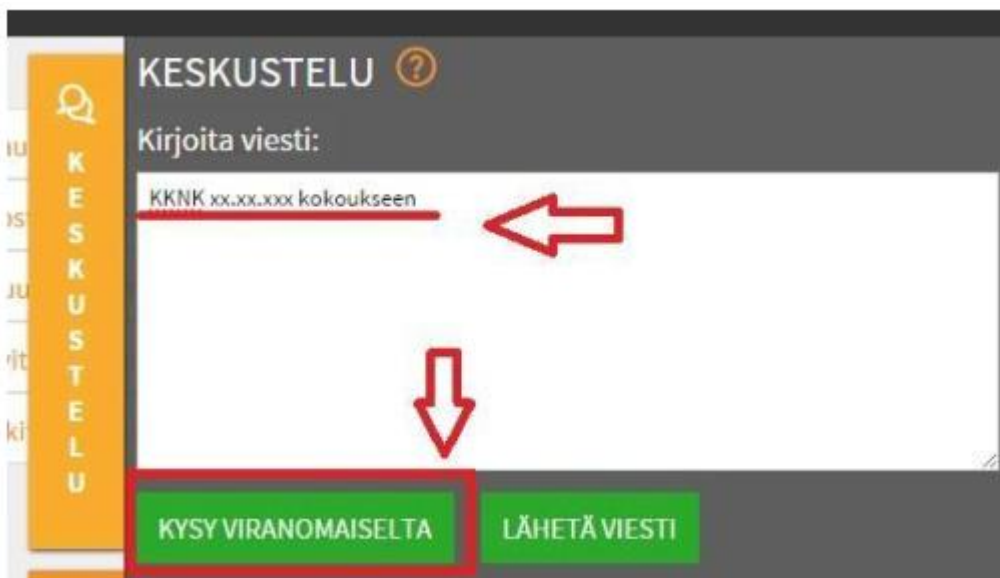 KESKUSTELU ?
Kirjoita viesti:
KKNK xx.xx.xxx kokoukseen
KESKUSTELU
KYSY VIRANOMAISELTA
LÄHETÄ VIESTI